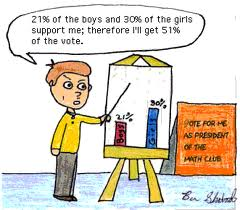 21% of the boys and 30% of the girls
support me; therefore I'll get 51%
of the vote.
21%
30%
Boys
VOTE FOR ME
AS PRESIDENT
OF THE
MATH CLUB